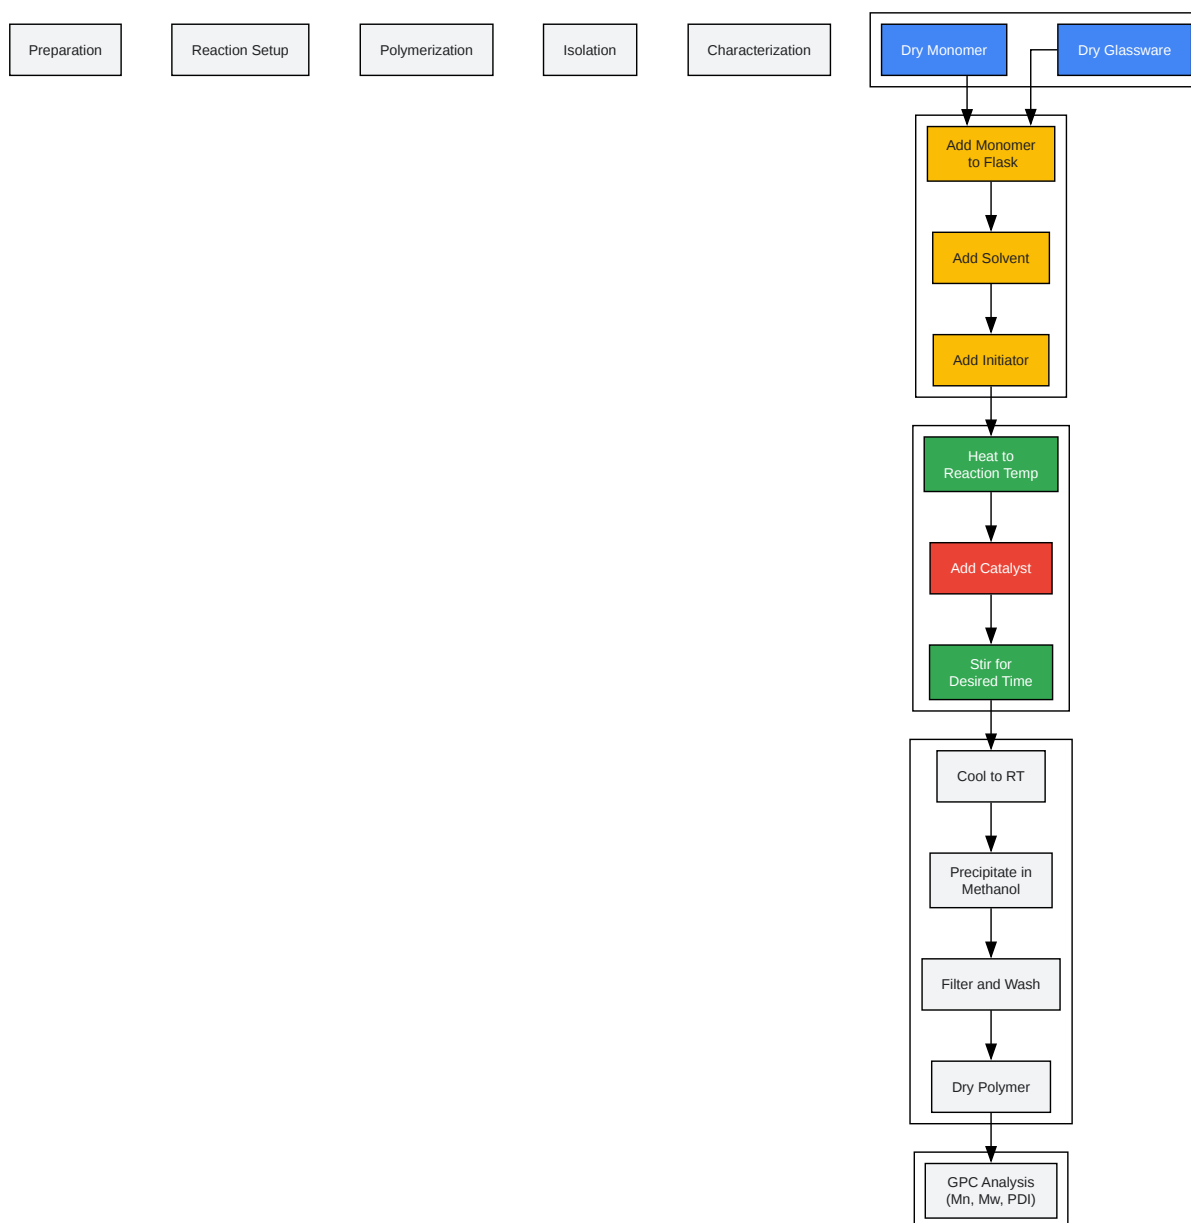 Preparation
Reaction Setup
Polymerization
Isolation
Characterization
Dry Monomer
Dry Glassware
Add Monomer
to Flask
Add Solvent
Add Initiator
Heat to
Reaction Temp
Add Catalyst
Stir for
Desired Time
Cool to RT
Precipitate in
Methanol
Filter and Wash
Dry Polymer
GPC Analysis
(Mn, Mw, PDI)